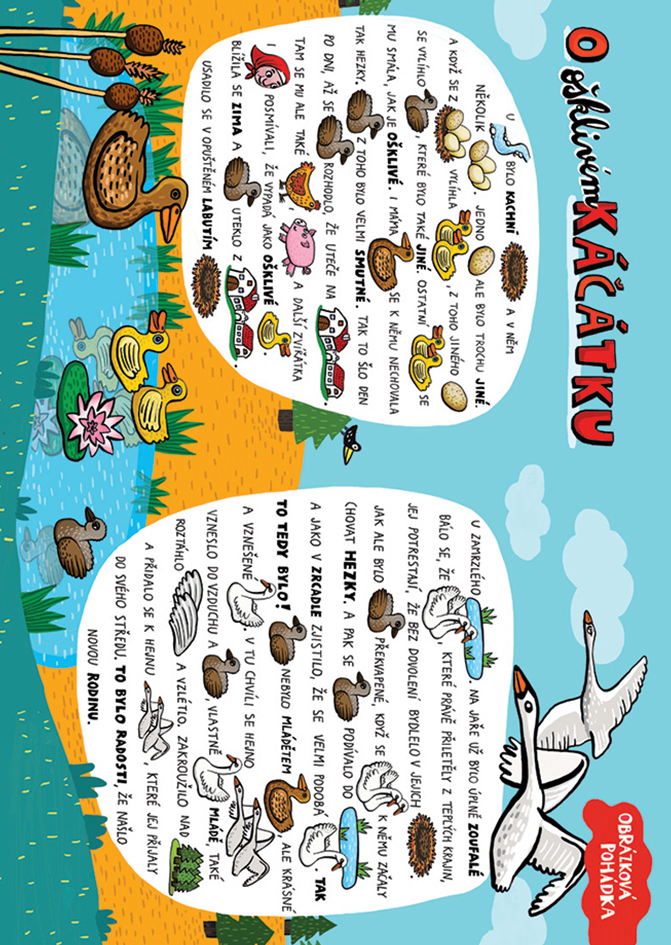 O ošklivém KÁČÁTKU
OBRÁZKOVÁ
POHÁDKA
U BYLO KACHNÍ A V NĚM
NĚKOLIK . JEDNO ALE BYLO TROCHU JINÉ.
A KDYŽ SE Z VYLÍHLA , Z TOHO JINÉHO
SE VYLÍHLO , KTERÉ BYLO TAKÉ JINÉ. OSTATNÍ SE
MU SMÁLA, JAK JE OŠKLIVÉ. I MÁMA SE K NĚMU NECHOVALA
TAK HEZKY. Z TOHO BYLO VELMI SMUTNÉ. TAK TO ŠLO DEN
PO DNI, AŽ SE ROZHODLO, ŽE UTEČE NA .
TAM SE MU ALE TAKÉ , A DALŠÍ ZVÍŘÁTKA
I POSMÍVALI, ŽE VYPADÁ JAKO OŠKLIVÉ .
BLÍŽILA SE ZIMA A UTEKLO Z .
USADILO SE V OPUŠTĚNÉM LABUTÍM
U ZAMRZLÉHO . NA JAŘE UŽ BYLO ÚPLNĚ ZOUFALÉ
BÁLO SE, ŽE , KTERÉ PRÁVĚ PŘILETĚLY Z TEPLÝCH KRAJIN,
JEJ POTRESTAJÍ, ŽE BEZ DOVOLENÍ BYDLELO V JEJICH .
JAK ALE BYLO PŘEKVAPENÉ, KDYŽ SE K NĚMU ZAČALY
CHOVAT HEZKY. A PAK SE PODÍVALO DO
A JAKO V ZRCADLE ZJISTILO, ŽE SE VELMI PODOBÁ . TAK
TO TEDY BYLO! NEBYLO MLÁDĚTEM ALE KRÁSNÉ
A VZNEŠENÉ . V TU CHVÍLI SE HEJNO
VZNESLO DO VZDUCHU A , VLASTNĚ MLÁDĚ, TAKÉ
ROZTÁHLO A VZLÉTLO. ZAKROUŽILO NAD
A PŘIDALO SE K HEJNU , KTERÉ JEJ PŘIJALY
DO SVÉHO STŘEDU. TO BYLO RADOSTI, ŽE NAŠLO
NOVOU RODINU.